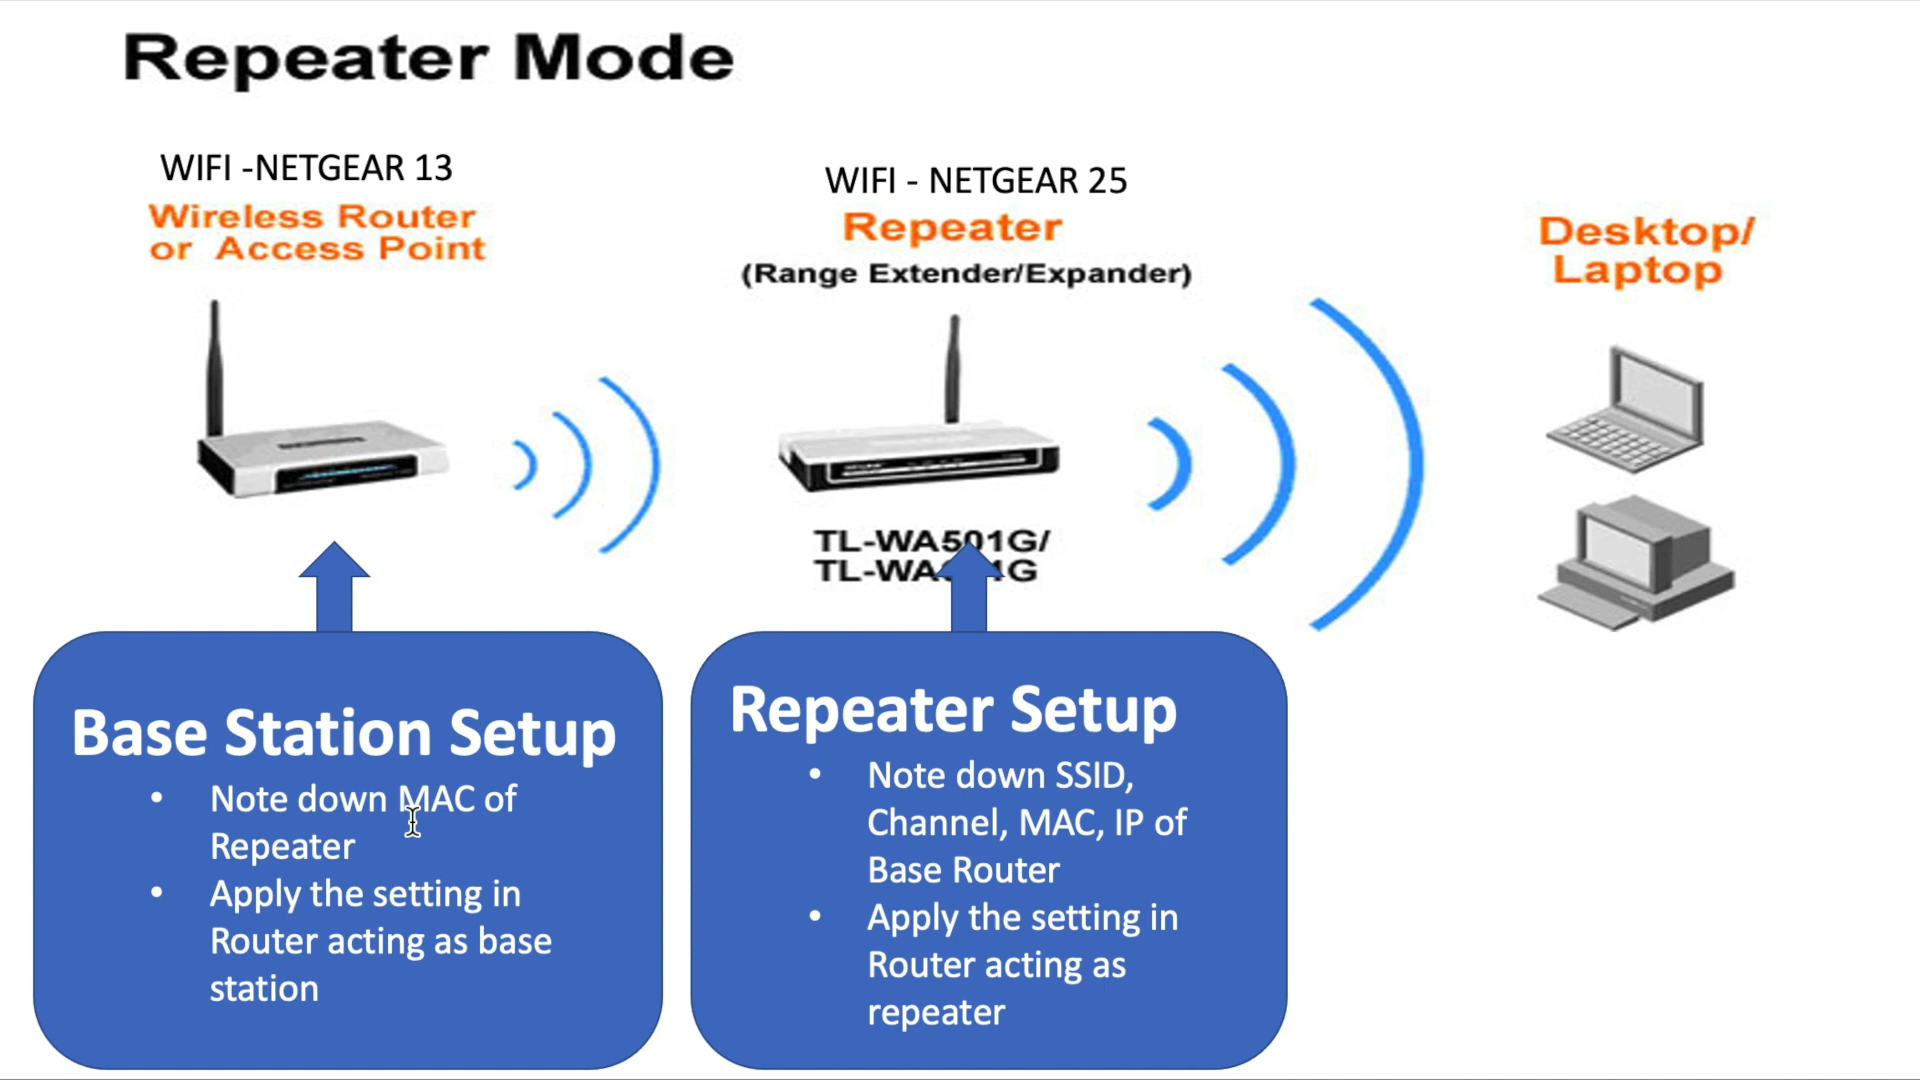 Repeater Mode
WIFI -NETGEAR 13
Wireless Router
or Access Point
WIFI - NETGEAR 25
Repeater
(Range Extender/Expander)
Desktop/
Laptop
TL-WA501G/
Base Station Setup
• Note down MAC of
Repeater
• Apply the setting in
Router acting as base
station
Repeater Setup
• Note down SSID,
Channel, MAC, IP of
Base Router
• Apply the setting in
Router acting as
repeater